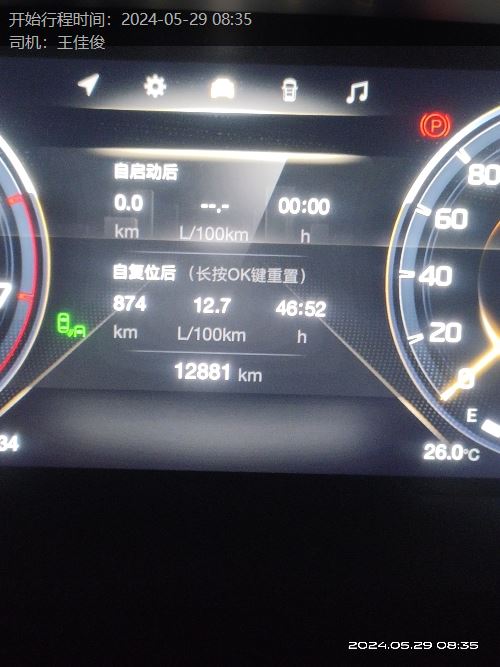 开始行程时间：2024-05-29 08:35
司机：王佳俊
P
自启动后
0.0 --.- 00:00
km L/100km h
自复位后 （长按OK键重置）
874 12.7 46:52
km L/100km h
12881 km
80
60
40
20
0
E
7
34
26.0°C
2024.05.29 08:35